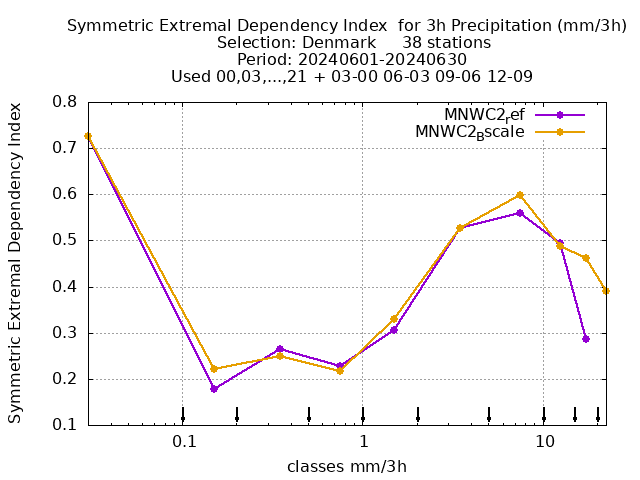 Symmetric Extremal Dependency Index  for 3h Precipitation (mm/3h)
Selection: Denmark     38 stations
Period: 20240601-20240630
Used 00,03,...,21 + 03-00 06-03 09-06 12-09
MNWC2ref
MNWC2Bscale
Symmetric Extremal Dependency Index
0.8
0.7
0.6
0.5
0.4
0.3
0.2
0.1
0.1 1 10
classes mm/3h